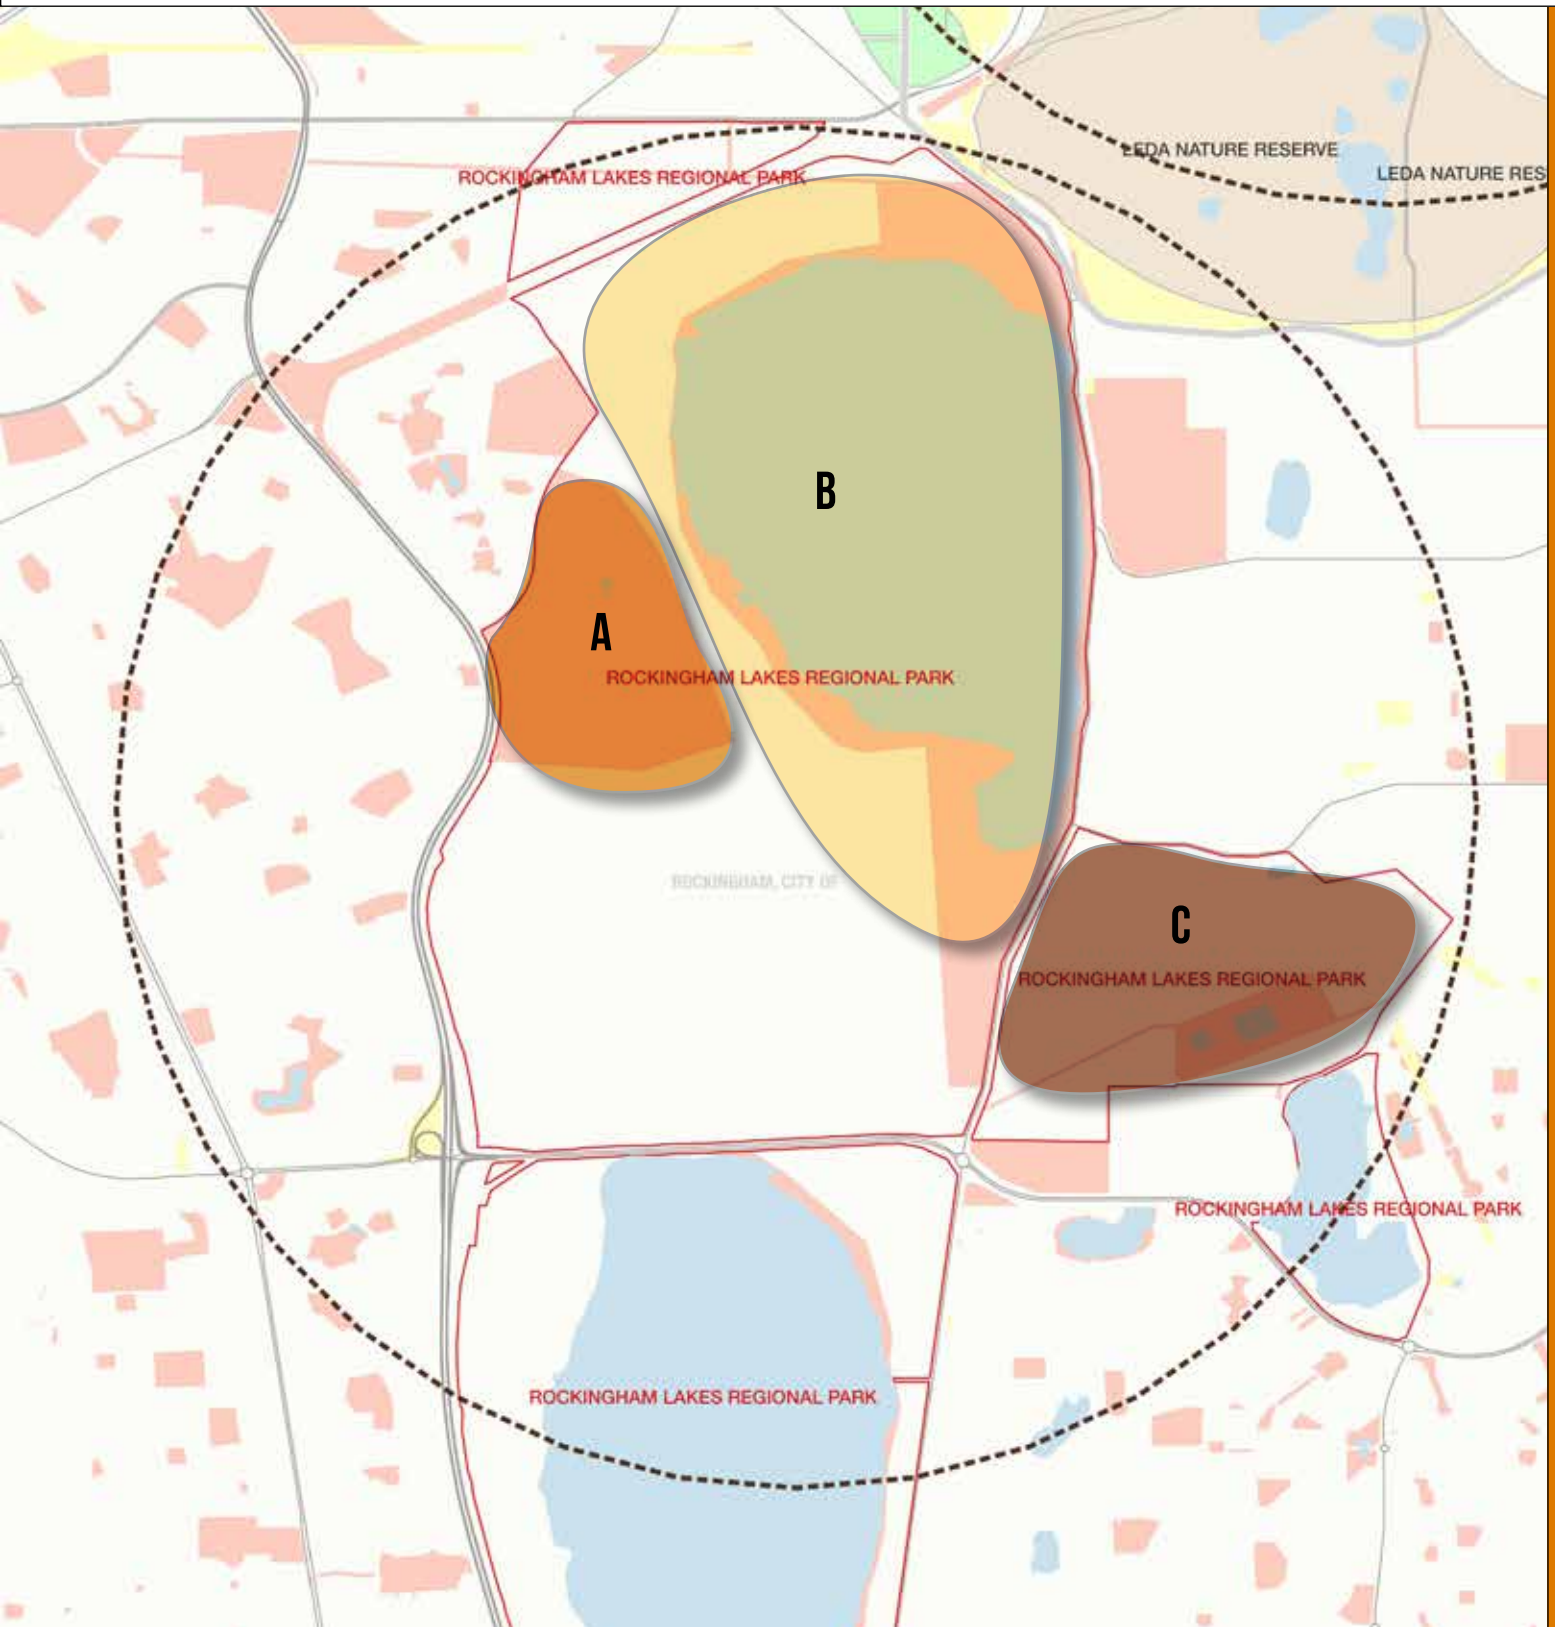 LEDA NATURE RESERVE
LEDA NATURE RES
ROCKINGHAM LAKES REGIONAL PARK
B
A
ROCKINGHAM LAKES REGIONAL PARK
ROCKINGHAM, CITY OF
C
ROCKINGHAM LAKES REGIONAL PARK
ROCKINGHAM LAKES REGIONAL PARK
ROCKINGHAM LAKES REGIONAL PARK